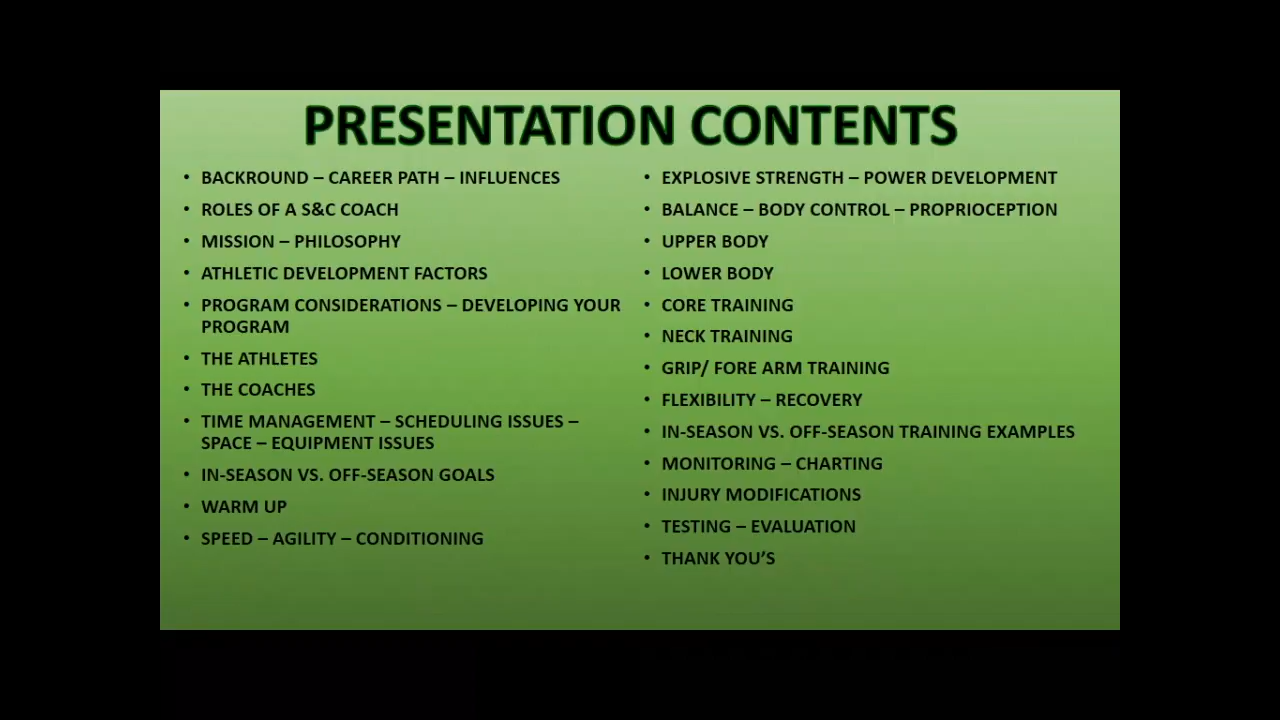 PRESENTATION CONTENTS
• BACKROUND – CAREER PATH – INFLUENCES
• ROLES OF A S&C COACH
• MISSION – PHILOSOPHY
• ATHLETIC DEVELOPMENT FACTORS
• PROGRAM CONSIDERATIONS – DEVELOPING YOUR
PROGRAM
• THE ATHLETES
• THE COACHES
• TIME MANAGEMENT – SCHEDULING ISSUES –
SPACE – EQUIPMENT ISSUES
• IN-SEASON VS. OFF-SEASON GOALS
• WARM UP
• SPEED – AGILITY – CONDITIONING
• EXPLOSIVE STRENGTH – POWER DEVELOPMENT
• BALANCE – BODY CONTROL – PROPRIOCEPTION
• UPPER BODY
• LOWER BODY
• CORE TRAINING
• NECK TRAINING
• GRIP/ FORE ARM TRAINING
• FLEXIBILITY – RECOVERY
• IN-SEASON VS. OFF-SEASON TRAINING EXAMPLES
• MONITORING – CHARTING
• INJURY MODIFICATIONS
• TESTING – EVALUATION
• THANK YOU’S